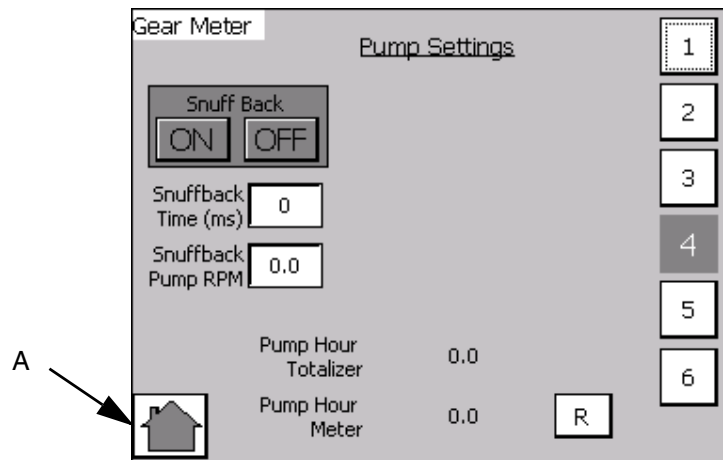 Gear Meter
Pump Settings
1
2
3
4
5
6
Snuff Back
ON OFF
Snuffback
Time (ms)
0
Snuffback
Pump RPM
0.0
Pump Hour
Totalizer
0.0
Pump Hour
Meter
0.0
R
A